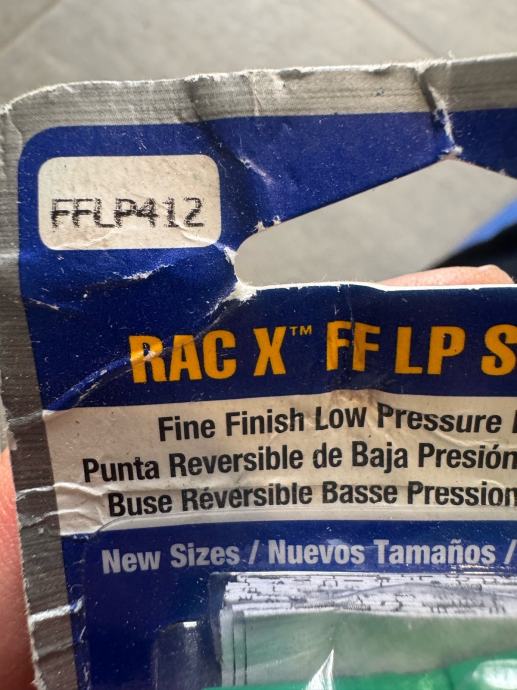 FFLP412
RAC X™ FF LP S
Fine Finish Low Pressure
Punta Reversible de Baja Presión
Buse Réversible Basse Pression
New Sizes / Nuevos Tamaños /